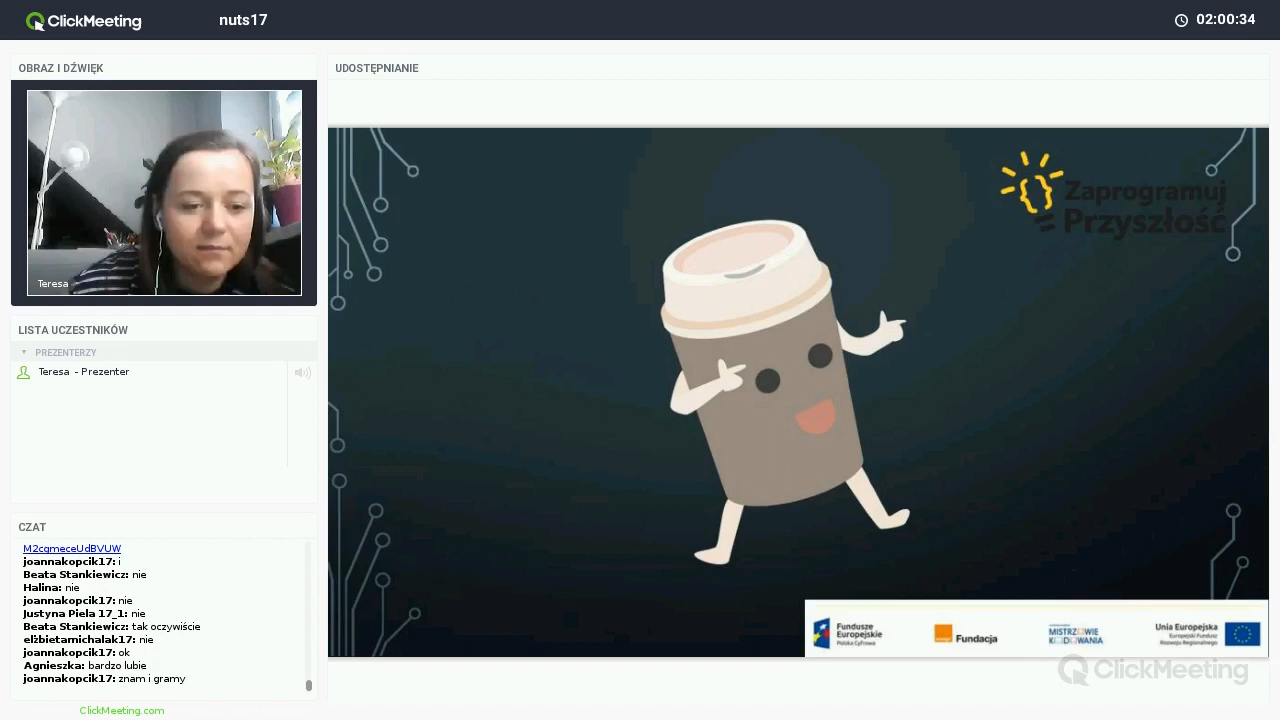 ClickMeeting
nuts17
02:00:34
OBRAZ I DŹWIĘK
Teresa
LISTA UCZESTNIKÓW
PREZENTERZY
Teresa - Prezenter
CZAT
M2cqmeceUdBVUW
joannakopcik17: i
Beata Stankiewicz: nie
Halina: nie
joannakopcik17: nie
Justyna Piela 17_1: nie
Beata Stankiewicz: tak oczywiście
elżbietamichalak17: nie
joannakopcik17: ok
Agnieszka: bardzo lubie
joannakopcik17: znam i gramy
ClickMeeting.com
UDOSTĘPNIANIE
Zaprogramuj
Przyszłość
Fundusze
Europejskie
Polska Cyfrowa
Fundacja
MISTRZOWIE
KODOWANIA
Unia Europejska
Europejski Fundusz
Rozwoju Regionalnego
ClickMeeting